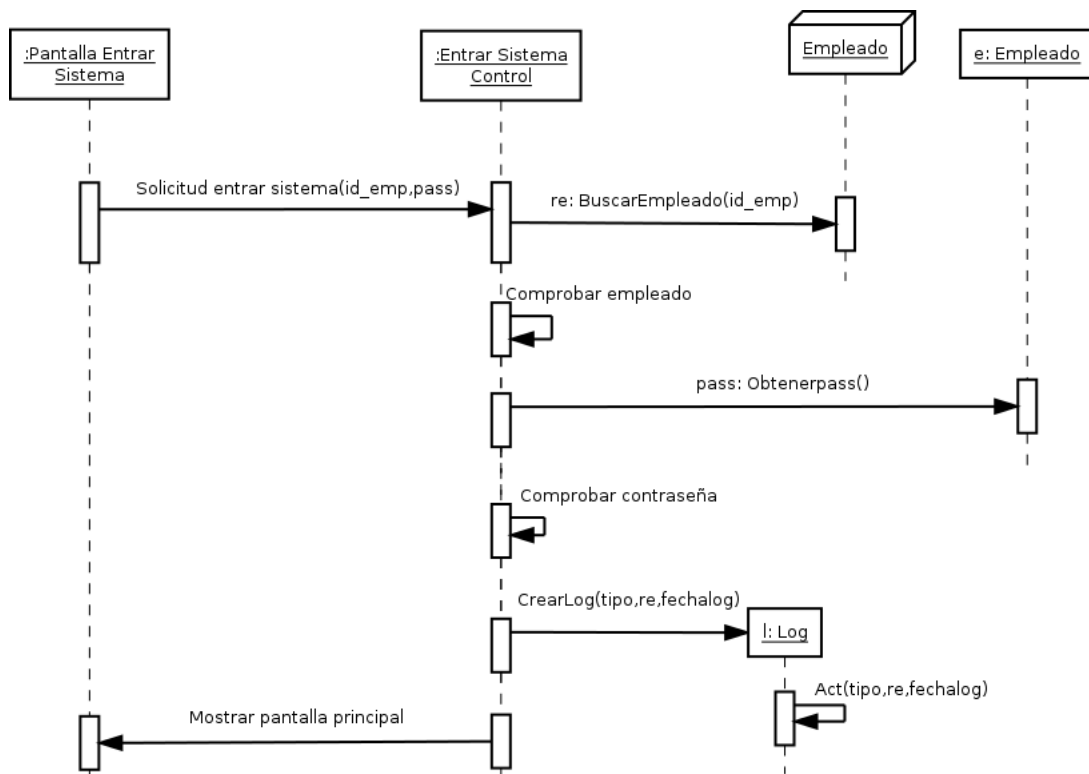 :Pantalla Entrar
Sistema
:Entrar Sistema
Control
Empleado
e: Empleado
Solicitud entrar sistema(id_emp,pass)
re: BuscarEmpleado(id_emp)
Comprobar empleado
pass: Obtenerpass()
Comprobar contraseña
CrearLog(tipo,re,fechalog)
l: Log
Act(tipo,re,fechalog)
Mostrar pantalla principal